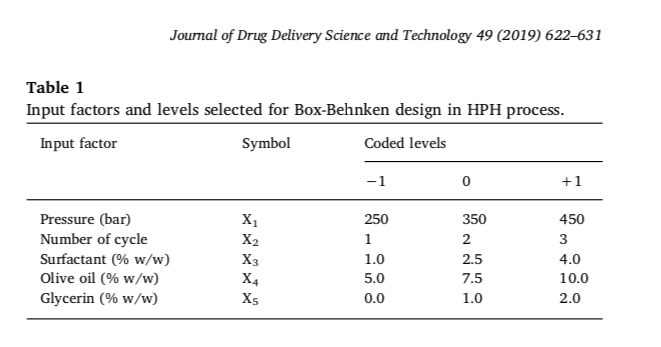 Journal of Drug Delivery Science and Technology 49 (2019) 622–631
Table 1
Input factors and levels selected for Box-Behnken design in HPH process.
Input factor Symbol Coded levels
−1 0 +1
Pressure (bar) X₁ 250 350 450
Number of cycle X₂ 1 2 3
Surfactant (% w/w) X₃ 1.0 2.5 4.0
Olive oil (% w/w) X₄ 5.0 7.5 10.0
Glycerin (% w/w) X₅ 0.0 1.0 2.0